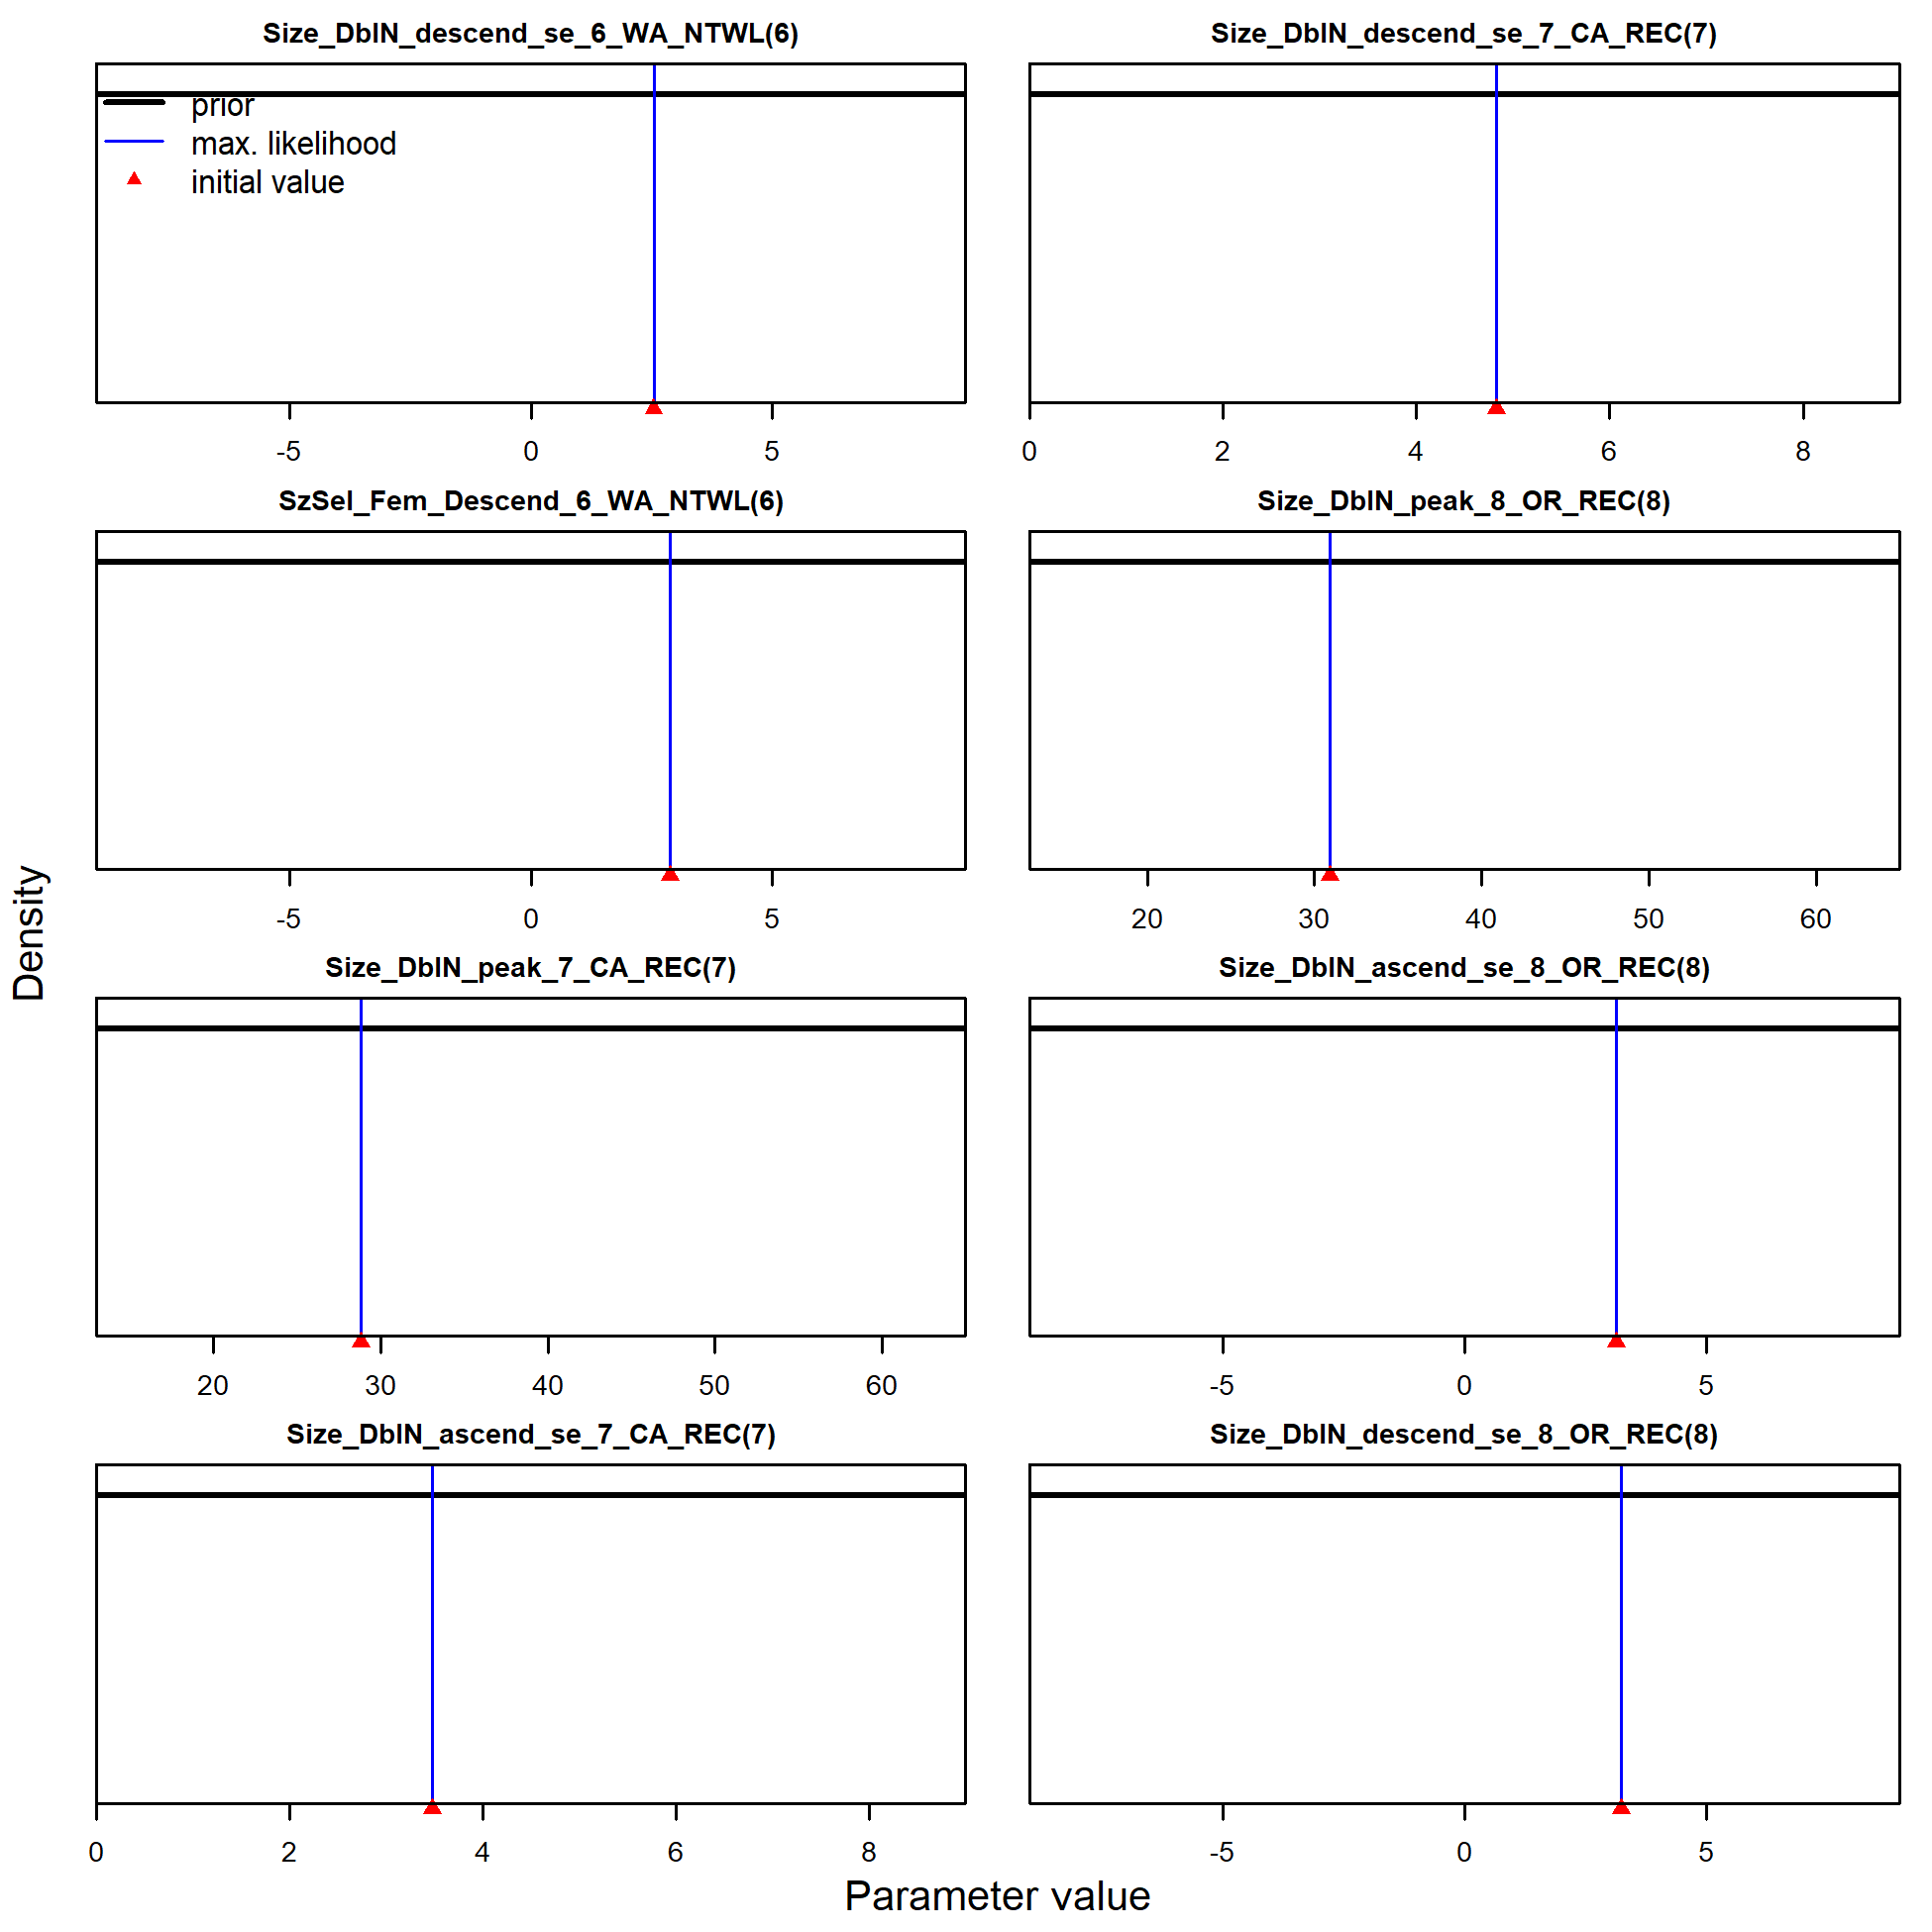 Size_DblN_descend_se_6_WA_NTWL(6)
prior
max. likelihood
initial value
-5 0 5
Size_DblN_descend_se_7_CA_REC(7)
0 2 4 6 8
SzSel_Fem_Descend_6_WA_NTWL(6)
-5 0 5
Size_DblN_peak_8_OR_REC(8)
20 30 40 50 60
Size_DblN_peak_7_CA_REC(7)
20 30 40 50 60
Size_DblN_ascend_se_8_OR_REC(8)
-5 0 5
Size_DblN_ascend_se_7_CA_REC(7)
0 2 4 6 8
Size_DblN_descend_se_8_OR_REC(8)
-5 0 5
Density
Parameter value